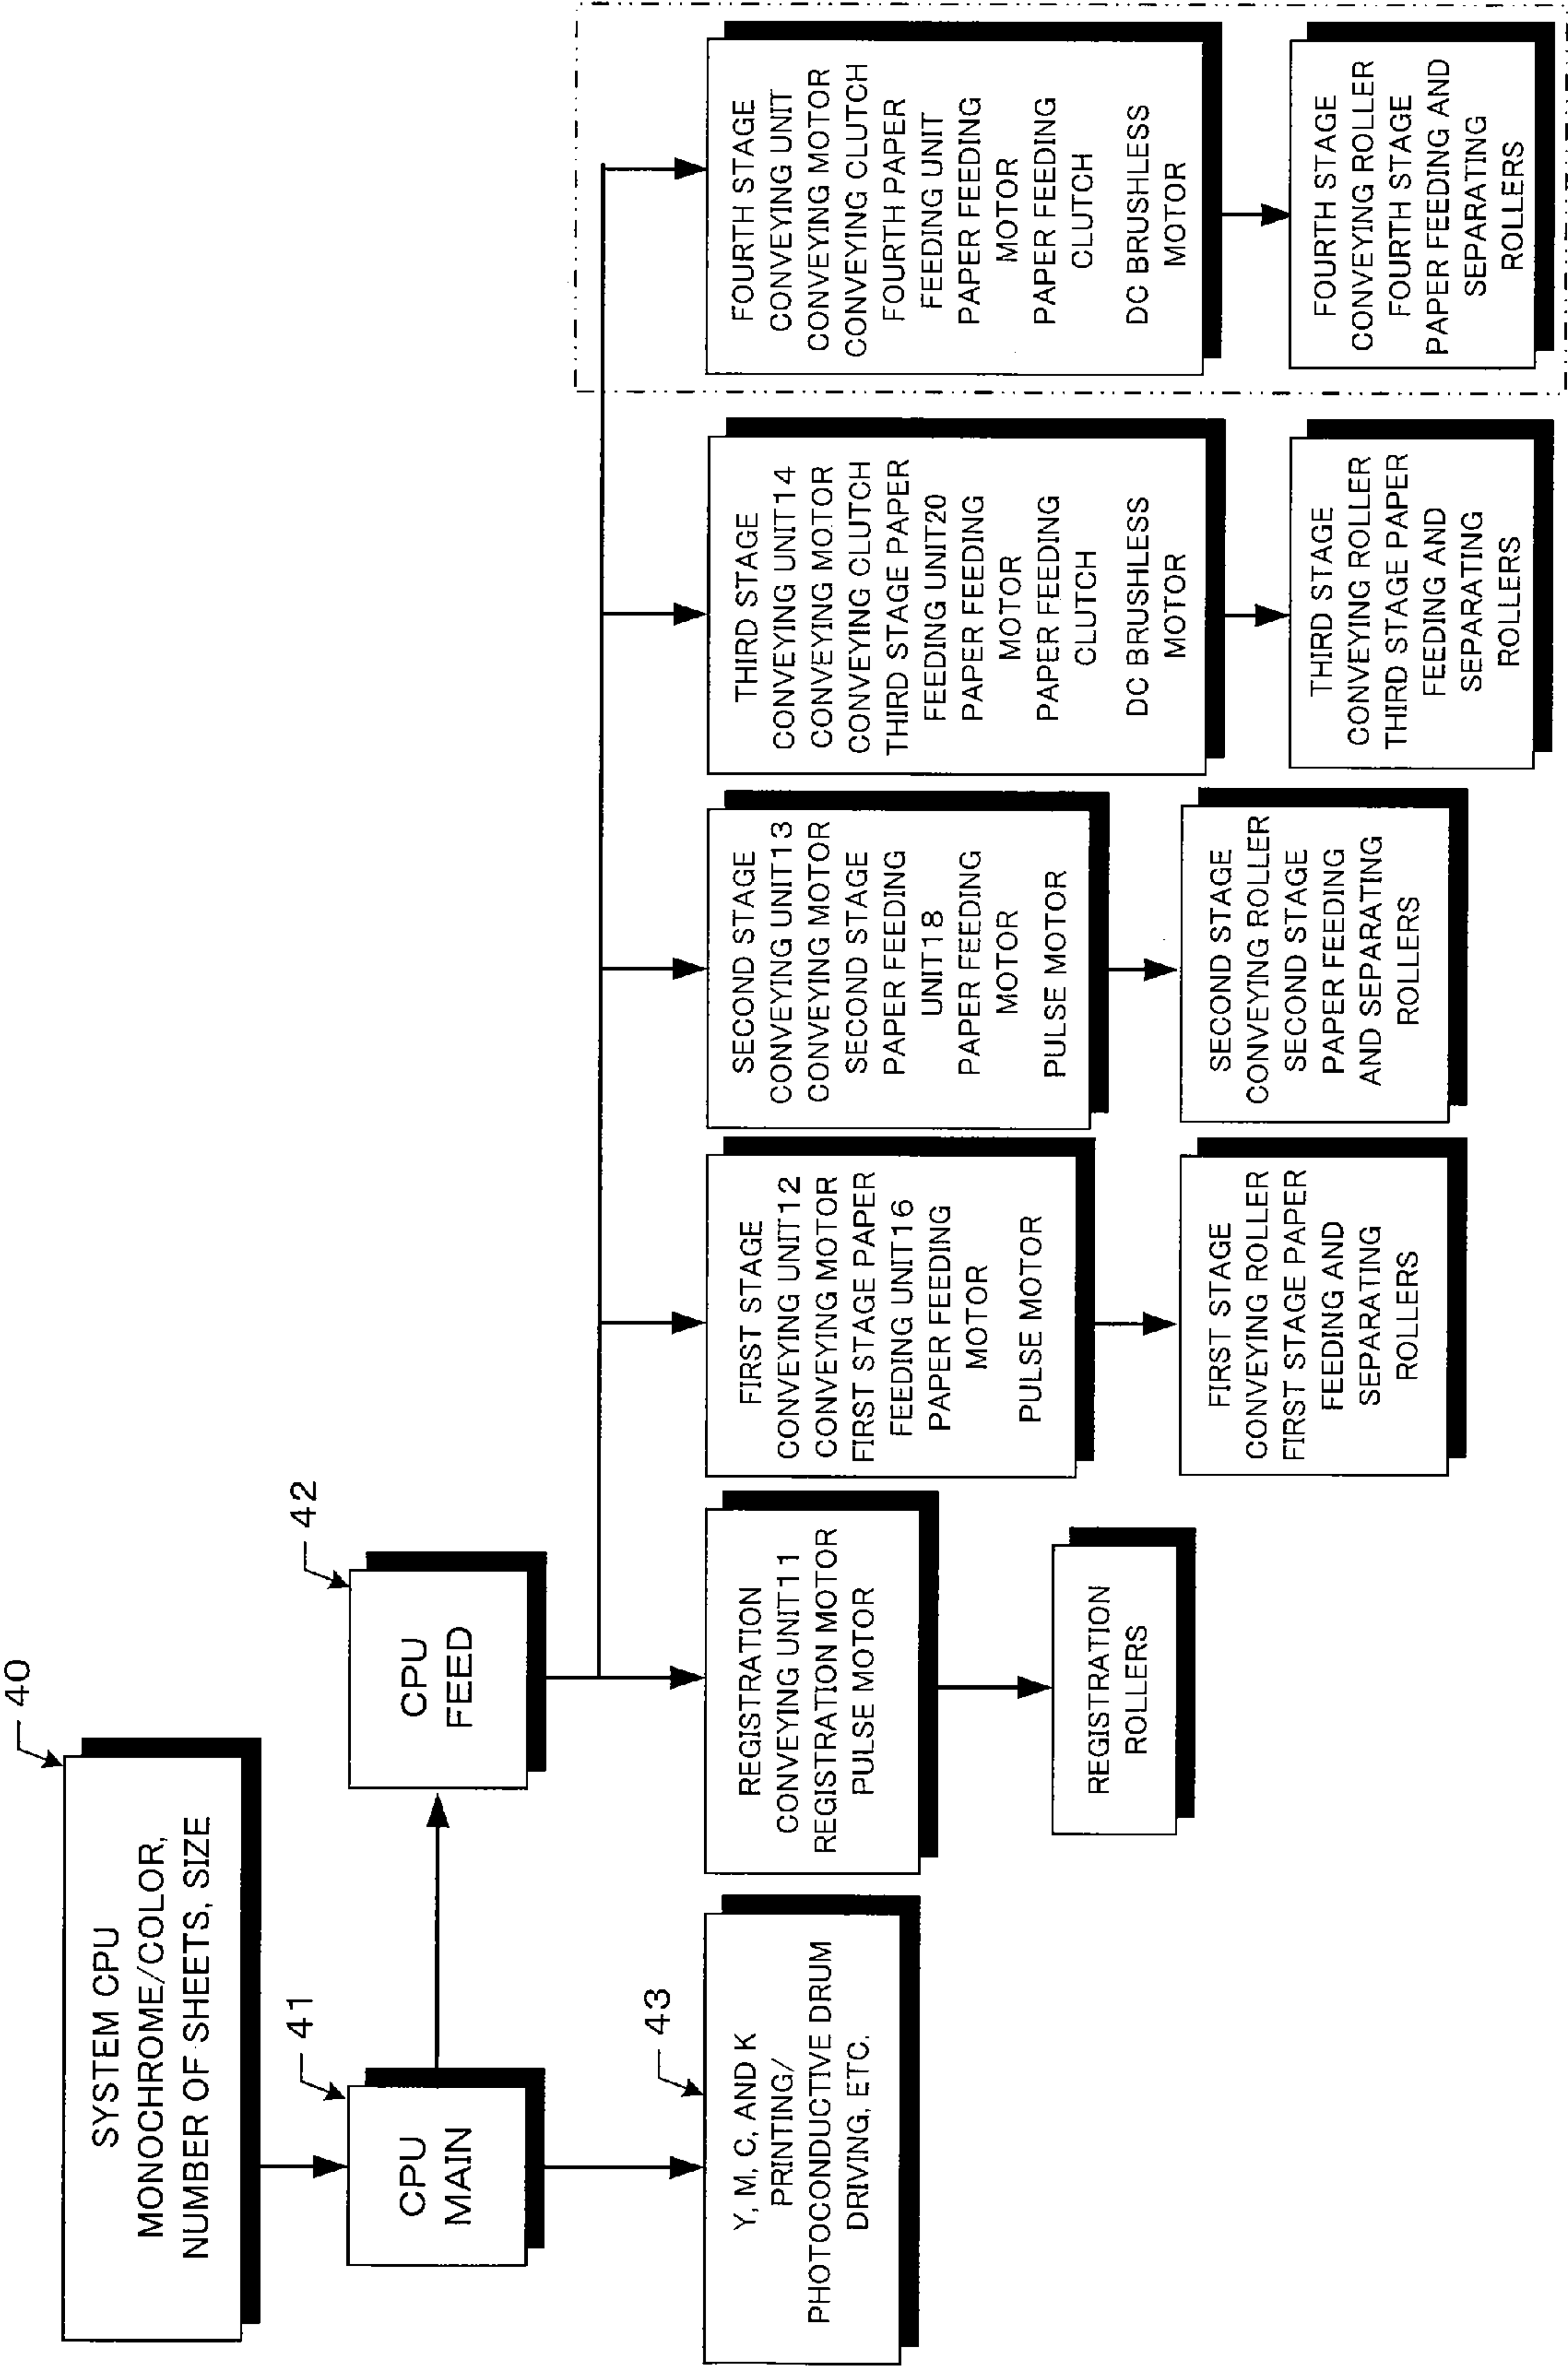 40
SYSTEM CPU
MONOCHROME/COLOR,
NUMBER OF SHEETS, SIZE
41
CPU
MAIN
42
CPU
FEED
43
Y, M, C, AND K
PRINTING/
PHOTOCONDUCTIVE DRUM
DRIVING, ETC.
REGISTRATION
CONVEYING UNIT11
REGISTRATION MOTOR
PULSE MOTOR
REGISTRATION
ROLLERS
FIRST STAGE
CONVEYING UNIT12
CONVEYING MOTOR
FIRST STAGE PAPER
FEEDING UNIT16
PAPER FEEDING
MOTOR
PULSE MOTOR
FIRST STAGE
CONVEYING ROLLER
FIRST STAGE PAPER
FEEDING AND
SEPARATING
ROLLERS
SECOND STAGE
CONVEYING UNIT13
CONVEYING MOTOR
SECOND STAGE
PAPER FEEDING
UNIT18
PAPER FEEDING
MOTOR
PULSE MOTOR
SECOND STAGE
CONVEYING ROLLER
SECOND STAGE
PAPER FEEDING
AND SEPARATING
ROLLERS
THIRD STAGE
CONVEYING UNIT14
CONVEYING MOTOR
CONVEYING CLUTCH
THIRD STAGE PAPER
FEEDING UNIT20
PAPER FEEDING
MOTOR
PAPER FEEDING
CLUTCH
DC BRUSHLESS
MOTOR
THIRD STAGE
CONVEYING ROLLER
THIRD STAGE PAPER
FEEDING AND
SEPARATING
ROLLERS
FOURTH STAGE
CONVEYING UNIT
CONVEYING MOTOR
CONVEYING CLUTCH
FOURTH PAPER
FEEDING UNIT
PAPER FEEDING
MOTOR
PAPER FEEDING
CLUTCH
DC BRUSHLESS
MOTOR
FOURTH STAGE
CONVEYING ROLLER
FOURTH STAGE
PAPER FEEDING AND
SEPARATING
ROLLERS